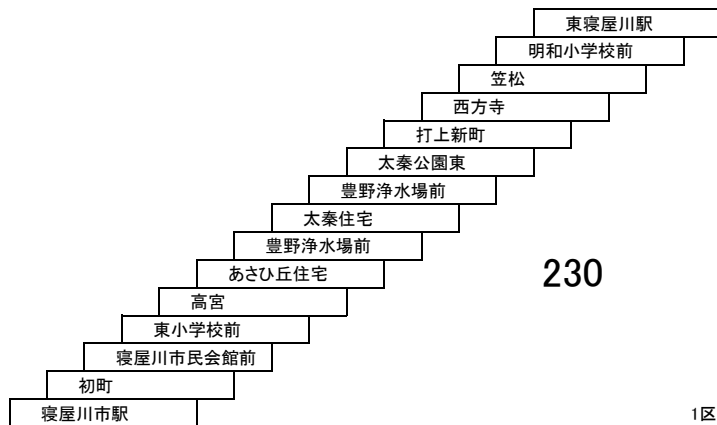 東寝屋川駅
明和小学校前
笠松
西方寺
打上新町
太秦公園東
豊野浄水場前
太秦住宅
豊野浄水場前
あさひ丘住宅
230
高宮
東小学校前
寝屋川市民会館前
初町
寝屋川市駅
1区